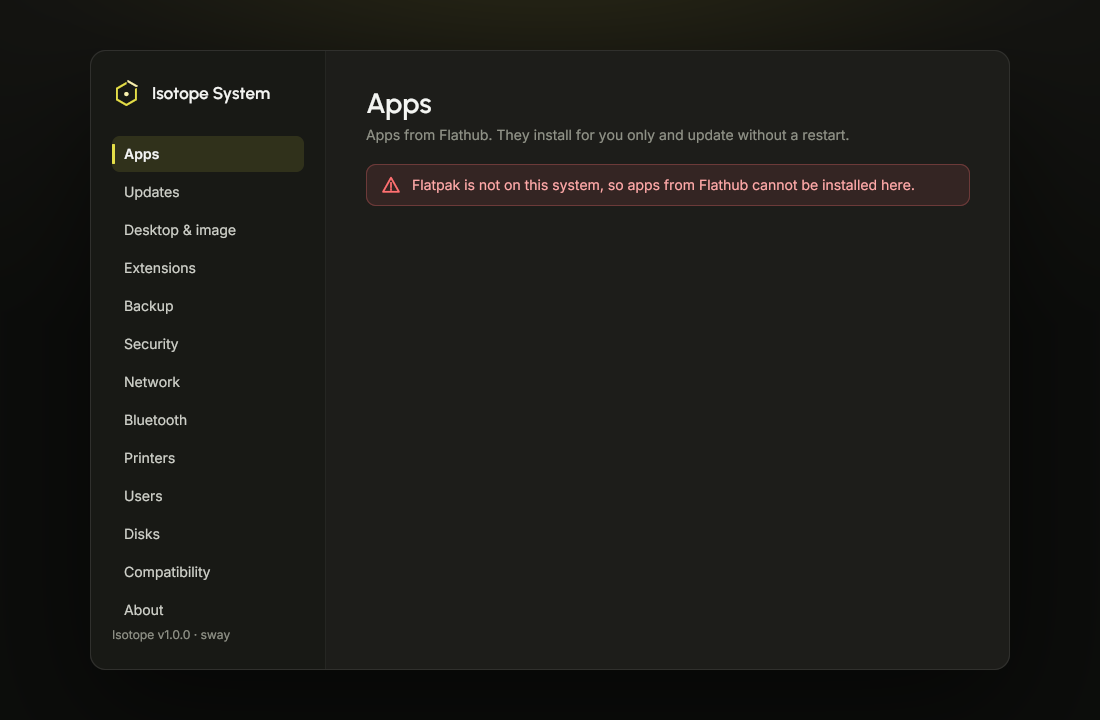 Isotope System
Apps
Updates
Desktop & image
Extensions
Backup
Security
Network
Bluetooth
Printers
Users
Disks
Compatibility
About
Isotope v1.0.0 · sway
Apps
Apps from Flathub. They install for you only and update without a restart.
Flatpak is not on this system, so apps from Flathub cannot be installed here.